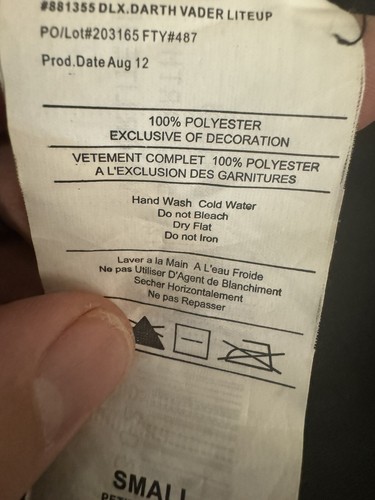 #881355 DLX.DARTH VADER LITEUP
PO/Lot#203165 FTY#487
Prod.Date Aug 12
100% POLYESTER
EXCLUSIVE OF DECORATION
VETEMENT COMPLET 100% POLYESTER
A L'EXCLUSION DES GARNITURES
Hand Wash Cold Water
Do not Bleach
Dry Flat
Do not Iron
Laver a la Main A L'eau Froide
Ne pas Utiliser D'Agent de Blanchiment
Secher Horizontalement
Ne pas Repasser
SMALL